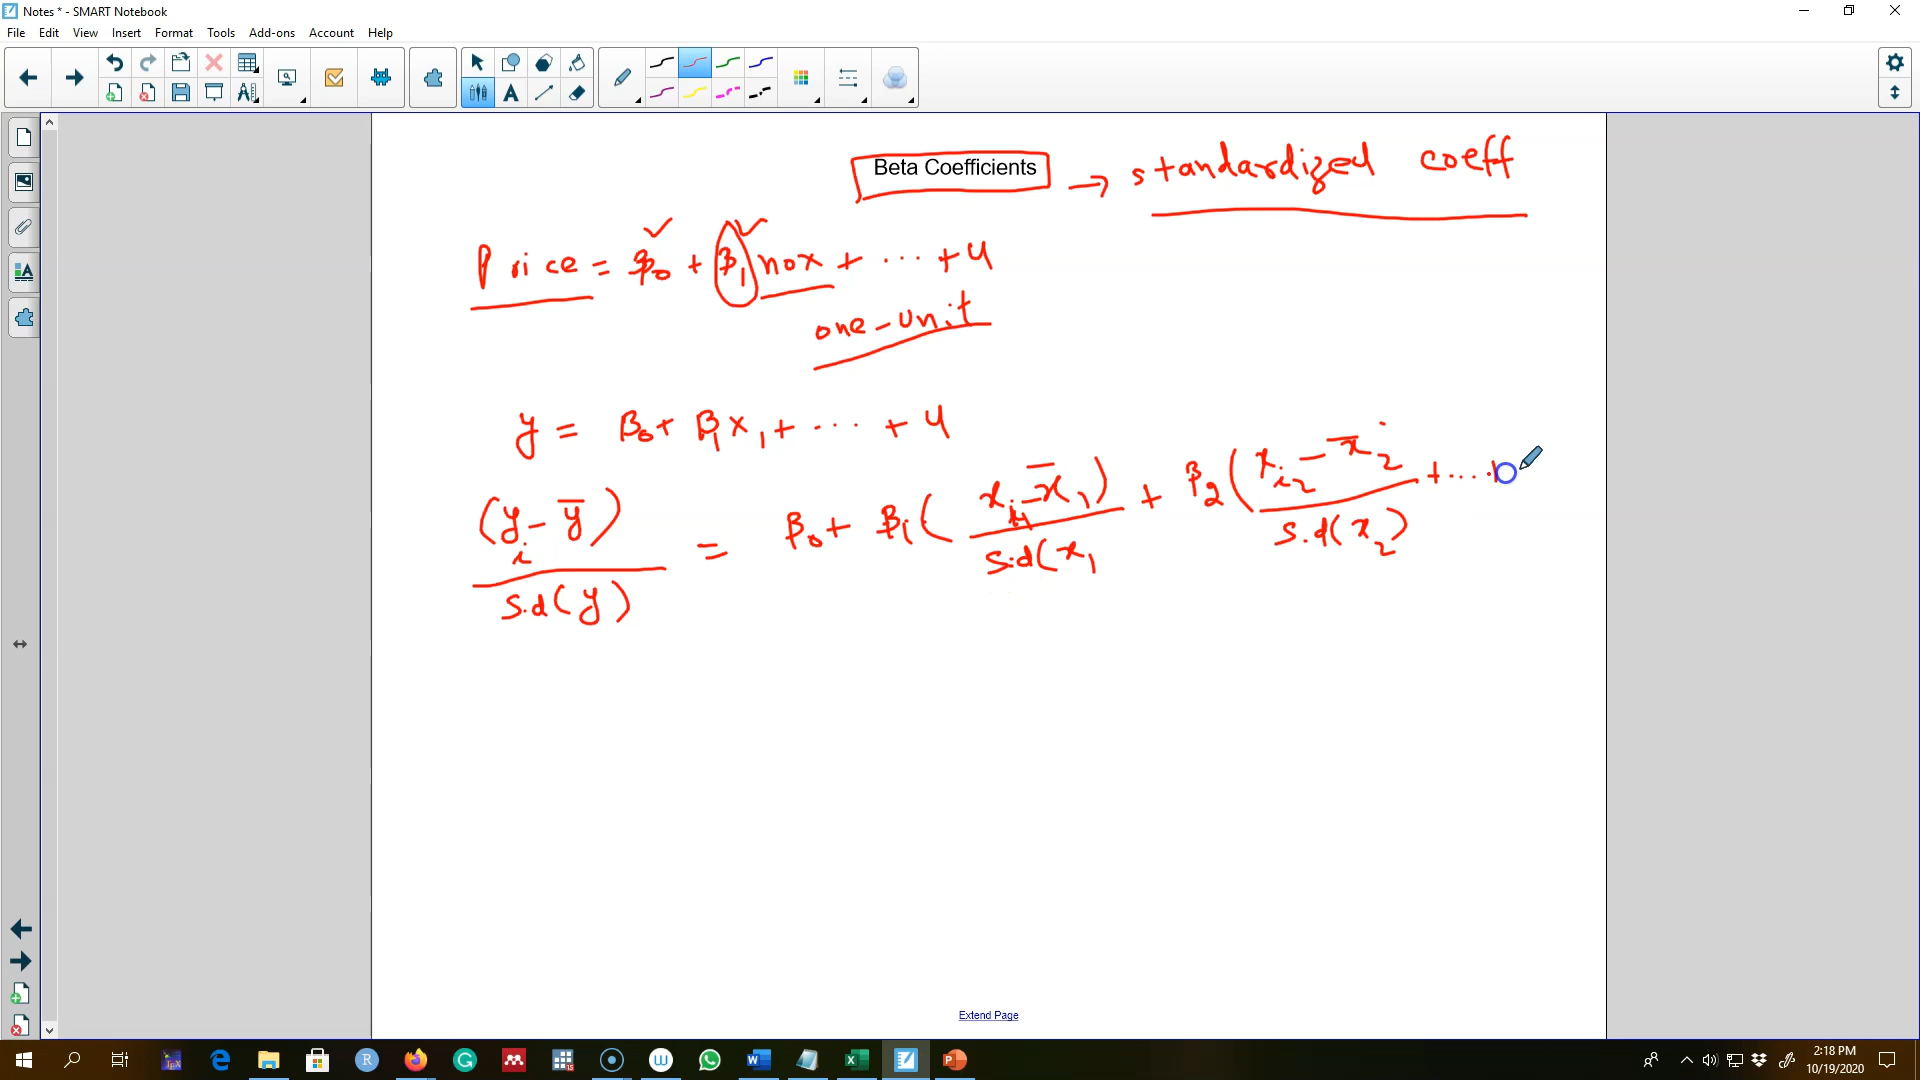 Notes * - SMART Notebook
File Edit View Insert Format Tools Add-ons Account Help
Beta Coefficients → standardized coeff
Price = β₀ + β₁ nox + ... + u
one-unit
y = β₀ + β₁x₁ + ... + u
(yᵢ - ȳ) / s.d(y) = β₀ + β₁( xᵢ₁ - x̄₁) / s.d(x₁ + β₂( xᵢ₂ - x̄₂ / s.d(x₂) + ....
Extend Page
2:18 PM
10/19/2020